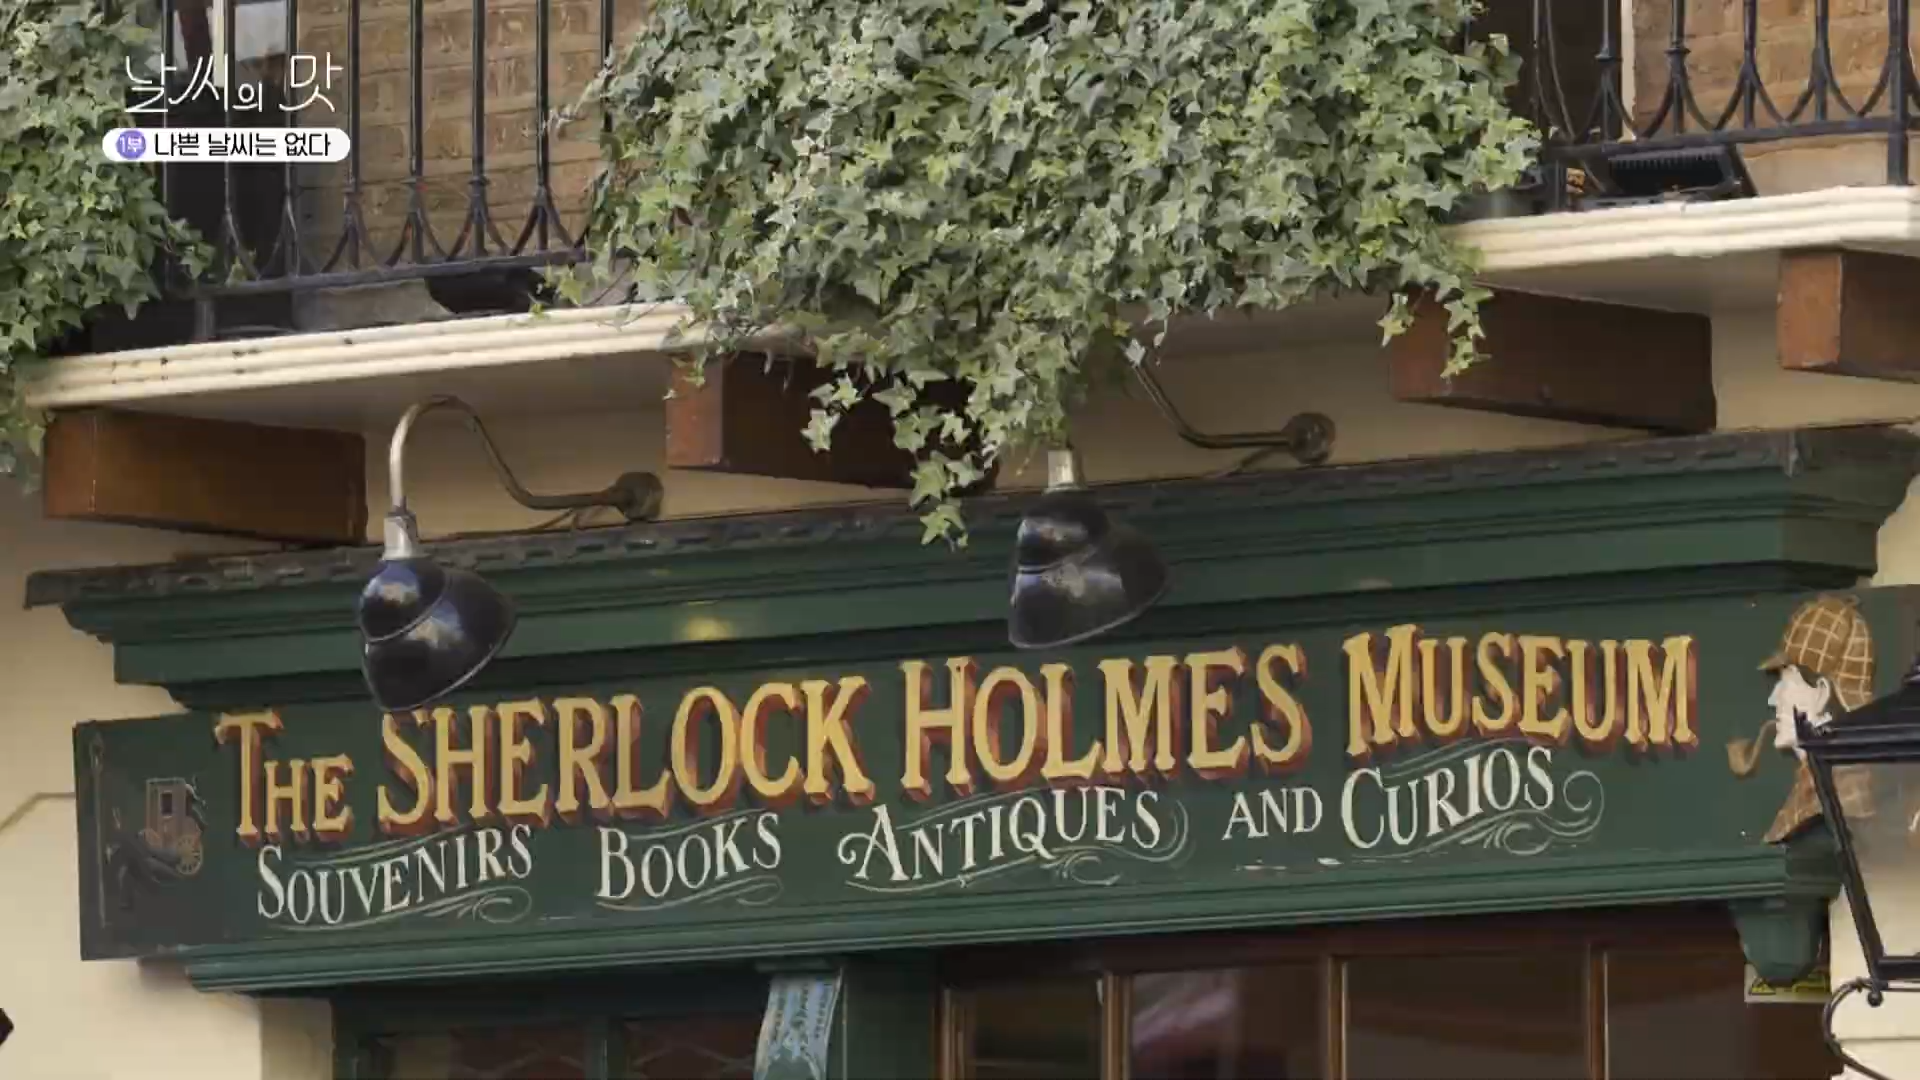 날씨의 맛
1부 나쁜 날씨는 없다
THE SHERLOCK HOLMES MUSEUM
SOUVENIRS BOOKS ANTIQUES AND CURIOS